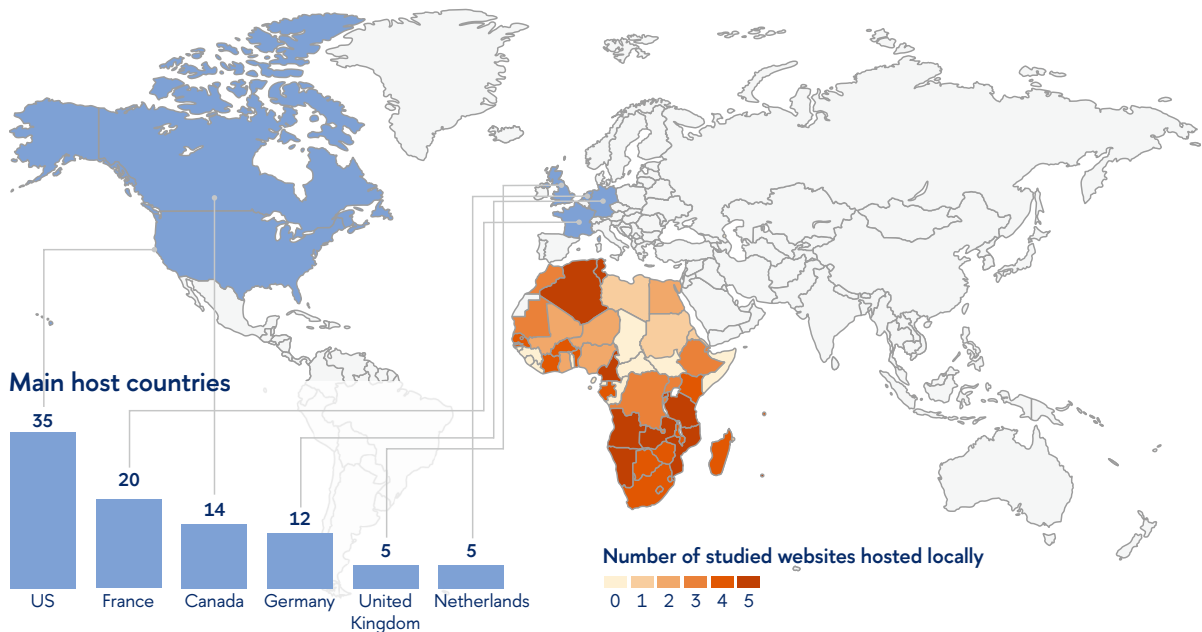 Main host countries
35
20
14
12
5
5
US
France
Canada
Germany
United
Kingdom
Netherlands
Number of studied websites hosted locally
0 1 2 3 4 5